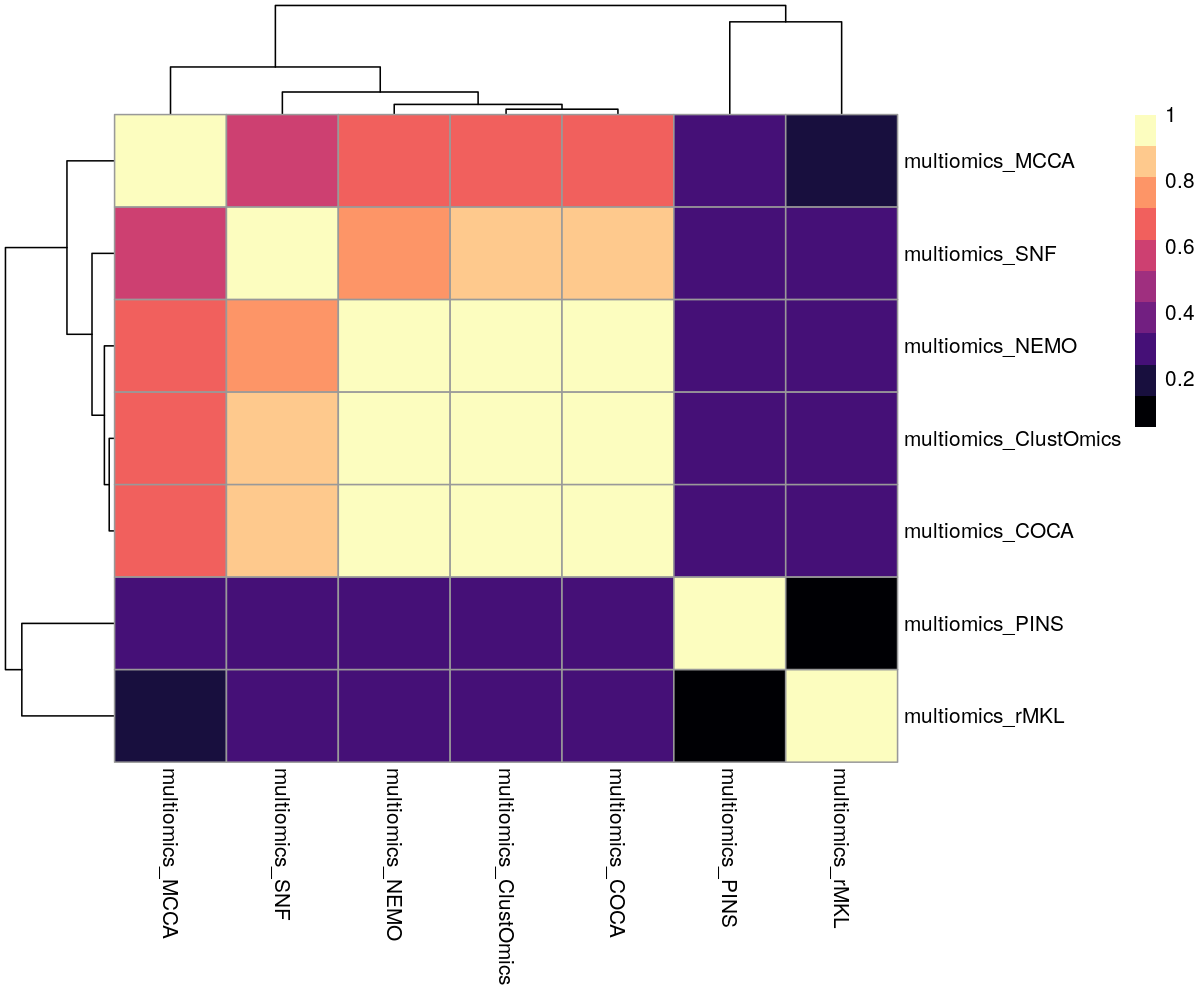 1
multiomics_MCCA
0.8
multiomics_SNF
0.6
0.4
multiomics_NEMO
0.2
multiomics_ClustOmics
multiomics_COCA
multiomics_PINS
multiomics_rMKL
multiomics_MCCA
multiomics_SNF
multiomics_NEMO
multiomics_ClustOmics
multiomics_COCA
multiomics_PINS
multiomics_rMKL